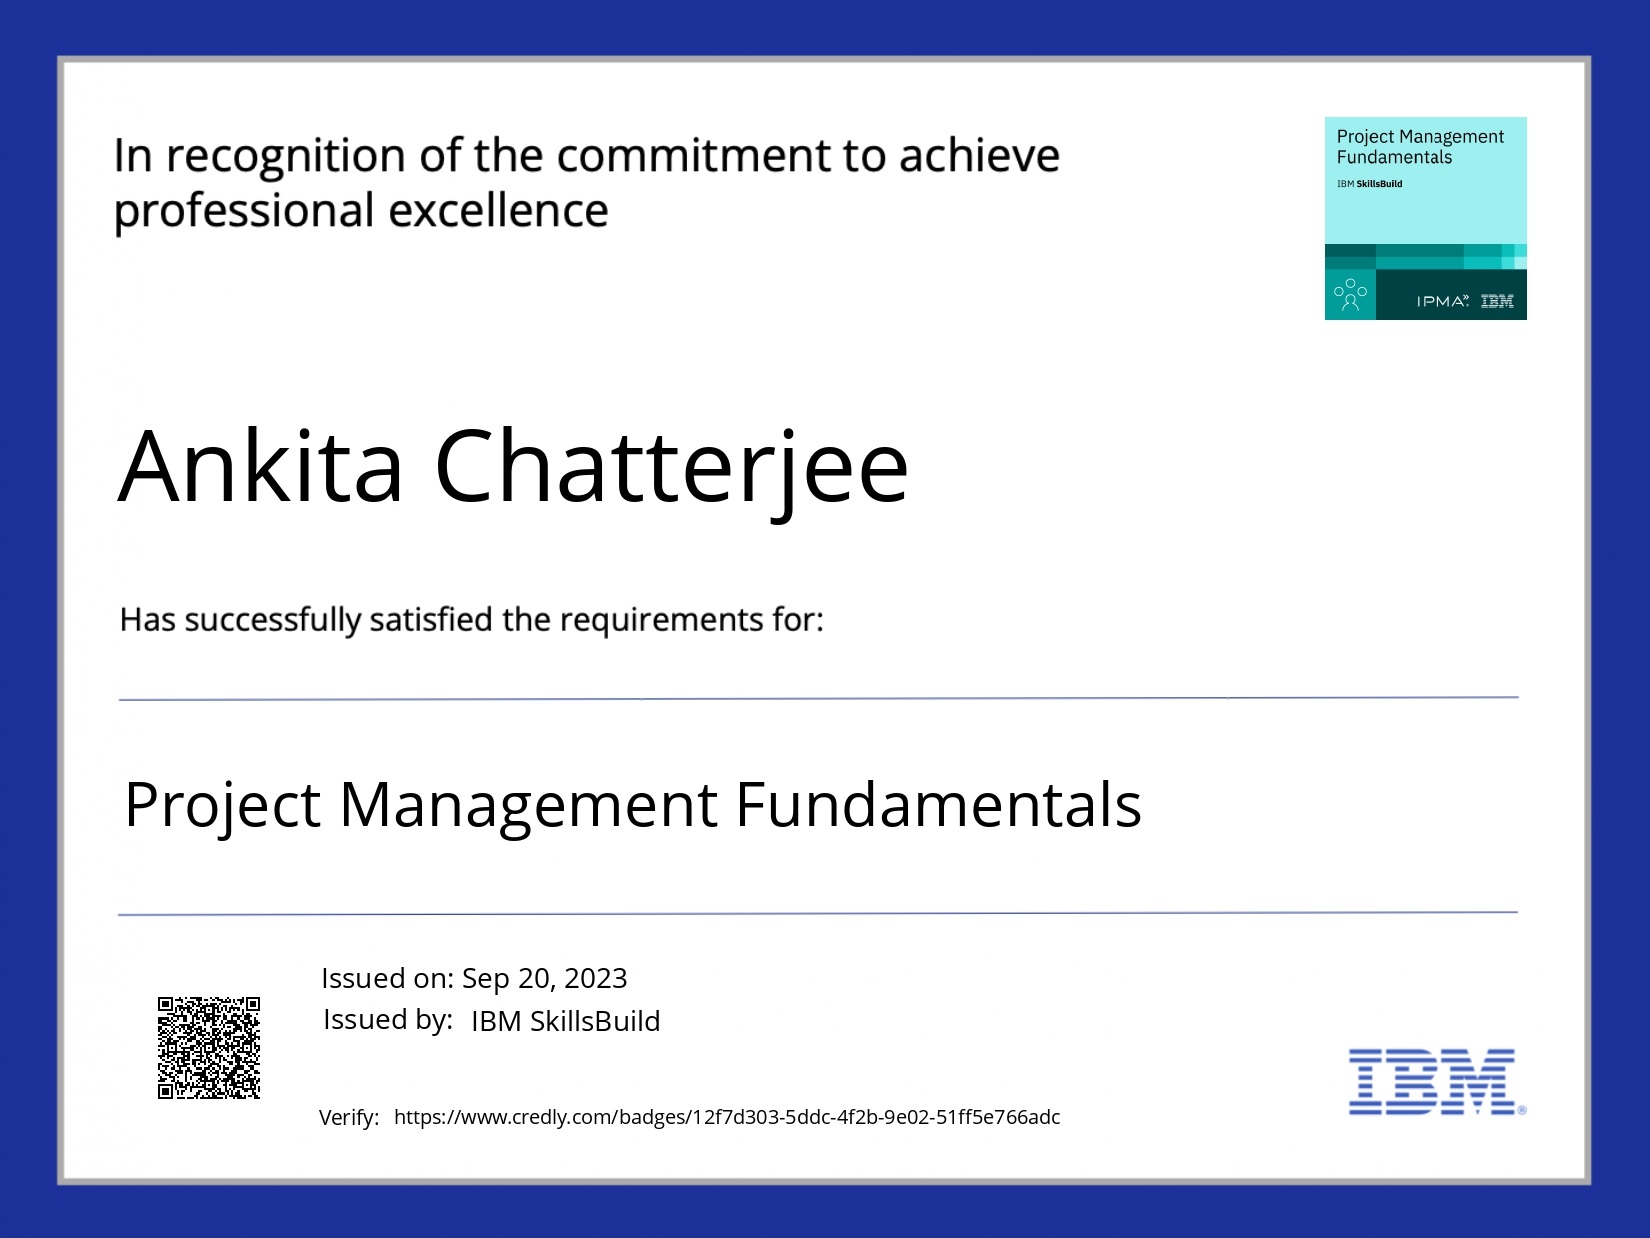 In recognition of the commitment to achieve
professional excellence
Project Management
Fundamentals
IBM SkillsBuild
IPMA» IBM
Ankita Chatterjee
Has successfully satisfied the requirements for:
Project Management Fundamentals
Issued on: Sep 20, 2023
Issued by: IBM SkillsBuild
Verify: https://www.credly.com/badges/12f7d303-5ddc-4f2b-9e02-51ff5e766adc
IBM®